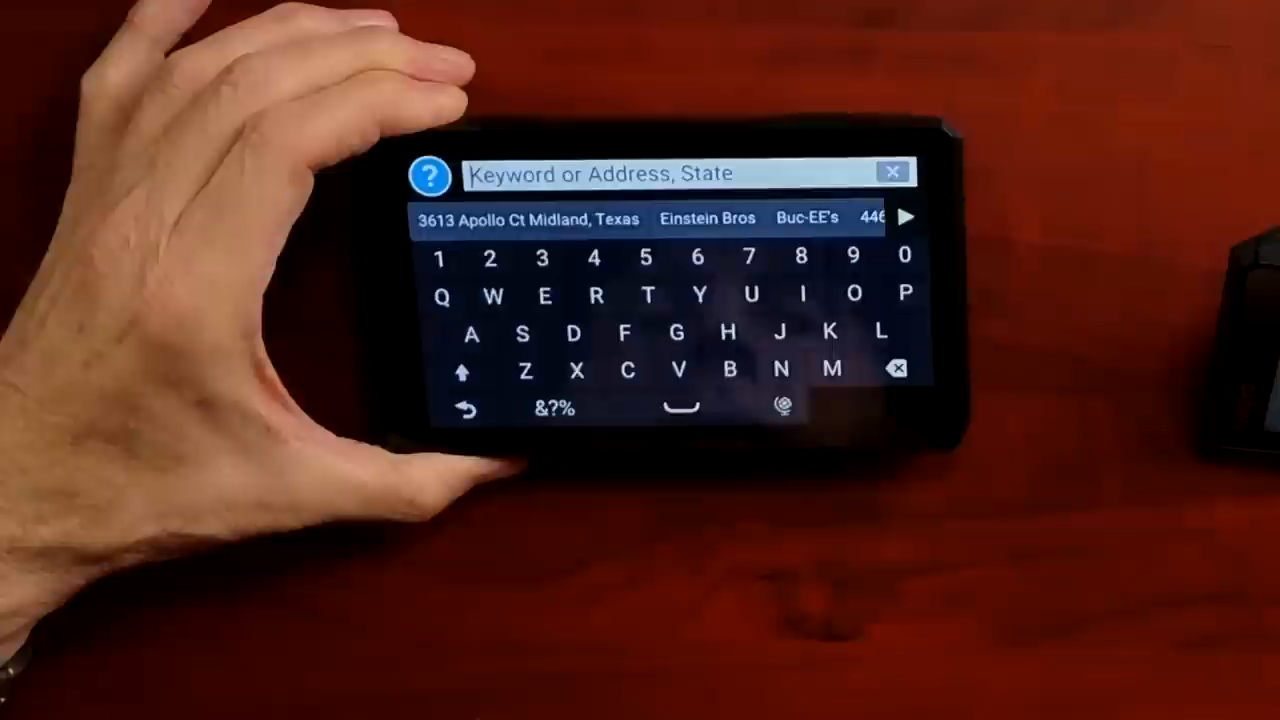 ? Keyword or Address, State
3613 Apollo Ct Midland, Texas Einstein Bros Buc-EE's 446
1 2 3 4 5 6 7 8 9 0
Q W E R T Y U I O P
A S D F G H J K L
Z X C V B N M
&?%